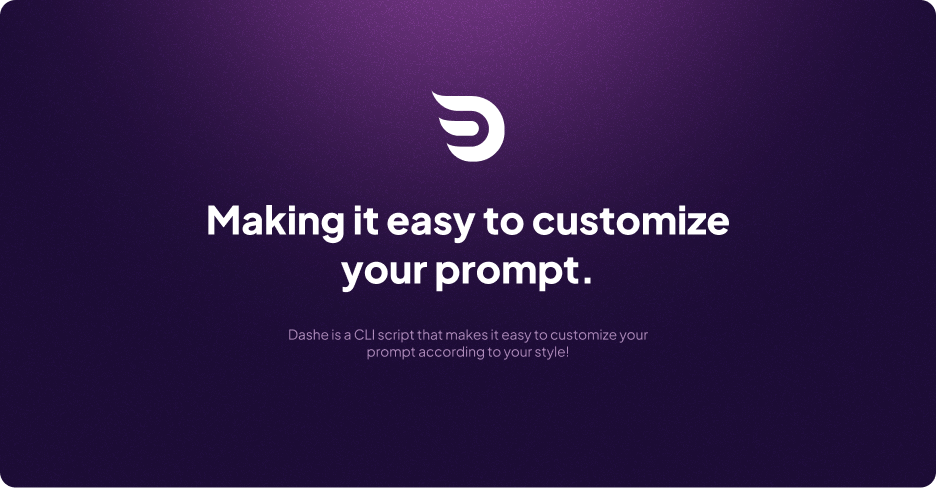 Making it easy to customize
your prompt.
Dashe is a CLI script that makes it easy to customize your
prompt according to your style!